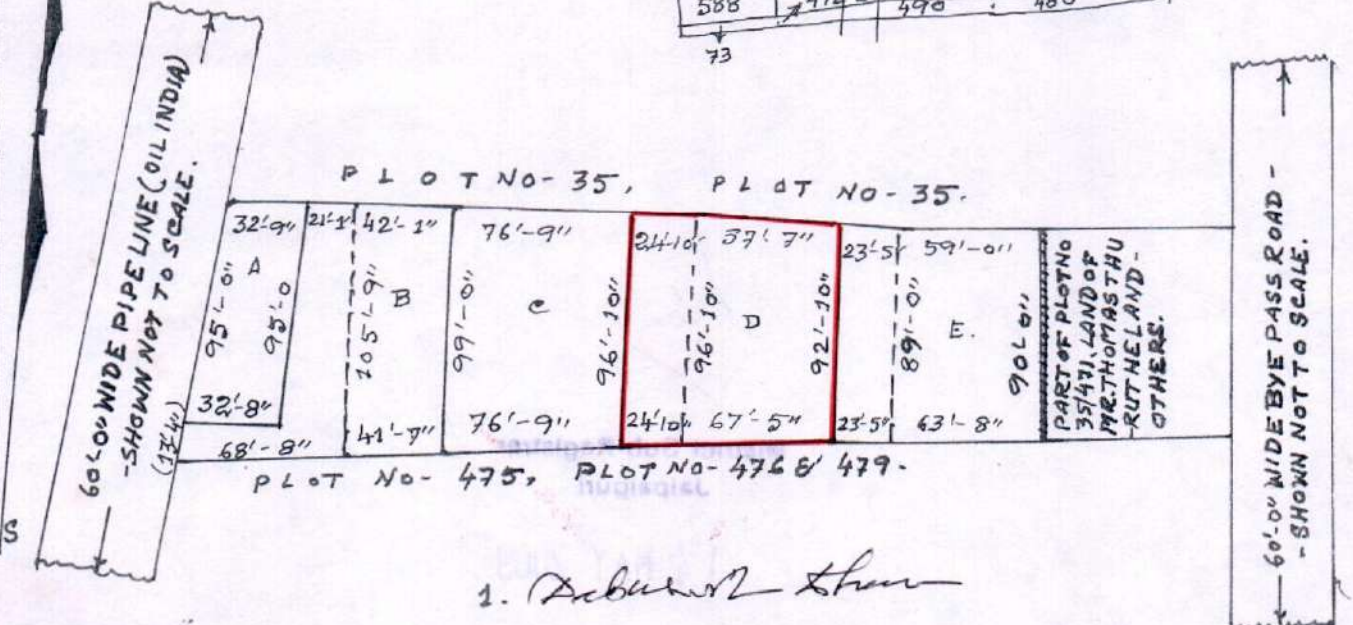 588
490
480
73
60'-0" WIDE PIPE LINE (OIL INDIA)
-SHOWN NOT TO SCALE.
(13'4")
PLOT NO-35, PLOT NO-35.
32'-9" 21'-1" 42'-1" 76'-9" 24'-10" 57'-7" 23'-5" 59'-0"
A B C D E.
95'-0" 95'-0 105'-9" 99'-0" 96'-10" 96'-10" 92'-10" 89'-0" 90'-0"
32'-8"
68'-8" 41'-7" 76'-9" 24'-10" 67'-5" 23'-5" 63'-8"
PART OF PLOT NO
35/471, LAND OF
MR. THOMAS THU
-RUTHEL AND-
OTHERS.
60'-0" WIDE BYE PASS ROAD -
- SHOWN NOT TO SCALE.
PLOT NO- 475, PLOT NO- 476 & 479.
S
1.